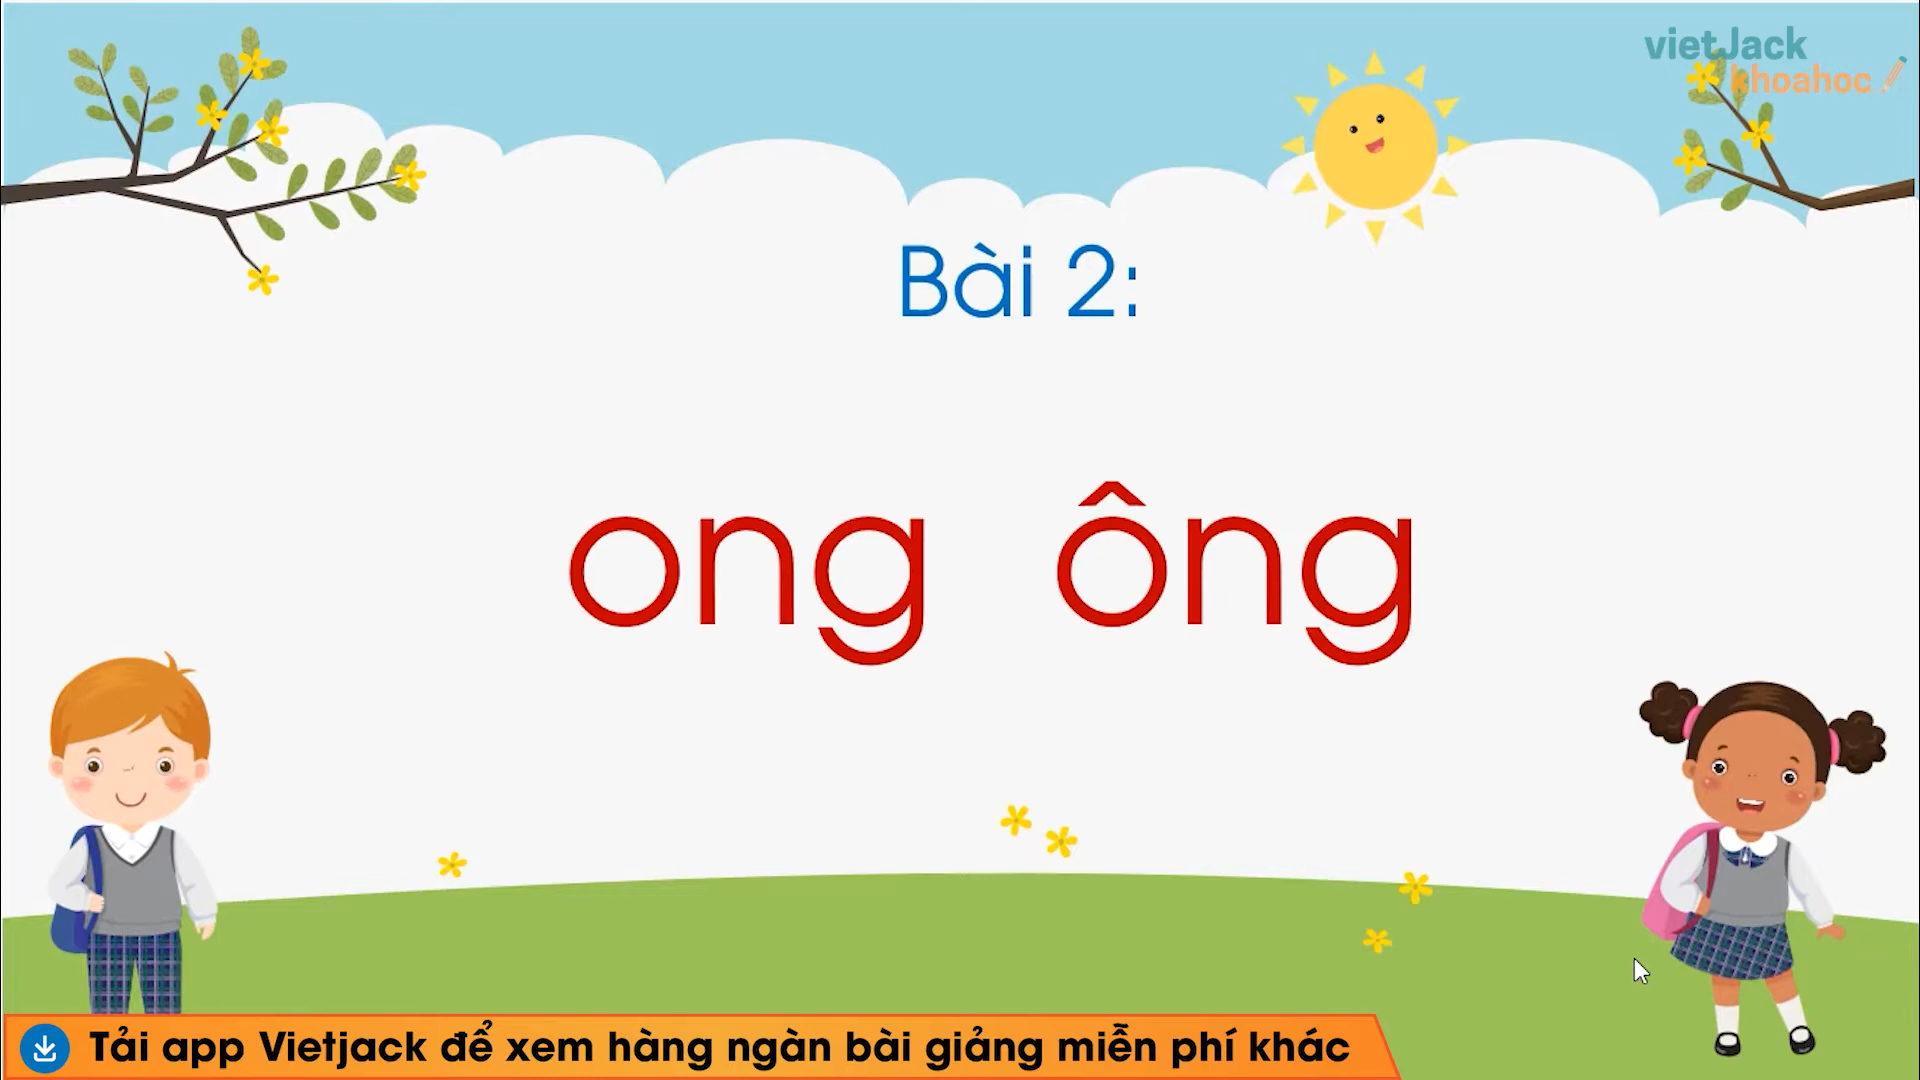 vietJack
khoahoc
Bài 2:
ong ông
Tải app Vietjack để xem hàng ngàn bài giảng miễn phí khác